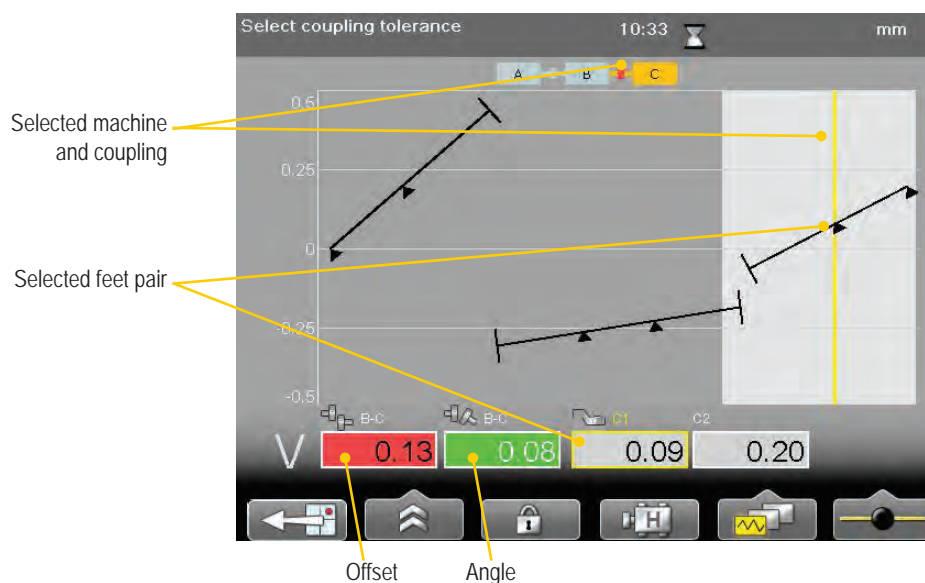 Select coupling tolerance 10:33 mm
A B C
Selected machine
and coupling
0.5
0.25
0
-0.25
-0.5
Selected feet pair
B-C B-C C1 C2
V 0.13 0.08 0.09 0.20
H
Offset Angle